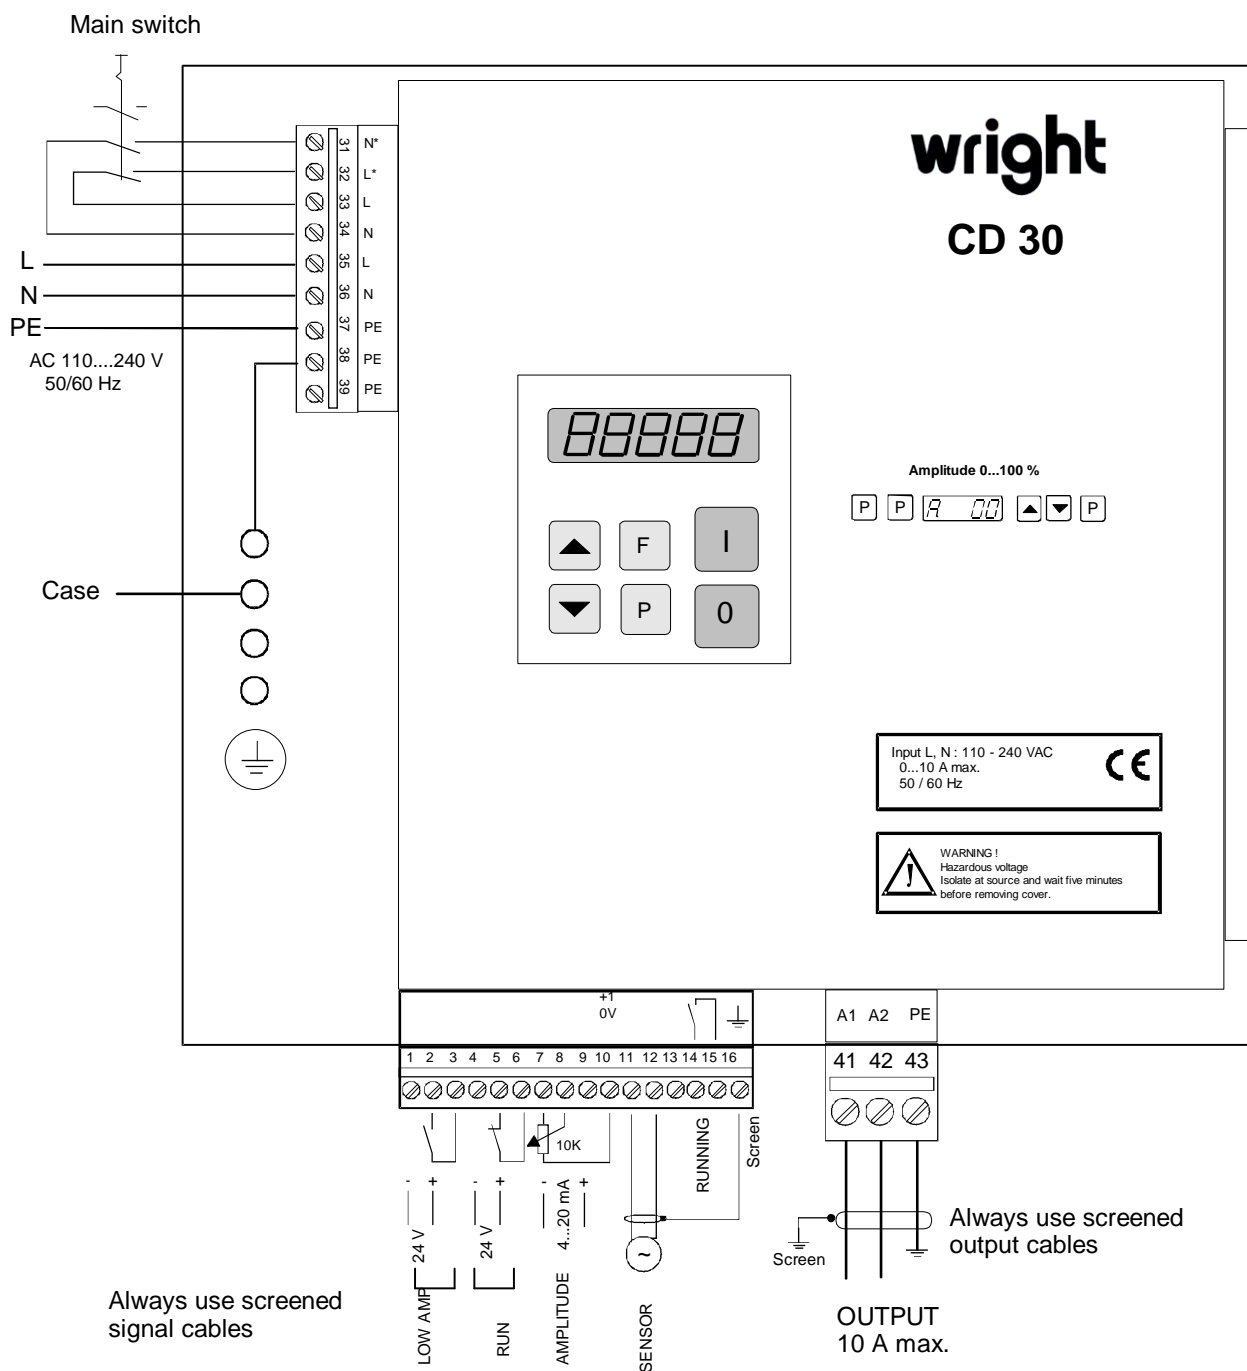 Main switch
wright
CD 30
31 N*
32 L*
33 L
34 N
L 35 L
N 36 N
PE 37 PE
38 PE
39 PE
AC 110....240 V
50/60 Hz
88888
F I
P 0
Amplitude 0...100 %
P P A 00 P
Case
Input L, N : 110 - 240 VAC
0...10 A max.
50 / 60 Hz
CE
WARNING !
Hazardous voltage
Isolate at source and wait five minutes
before removing cover.
+1
0V
1 2 3 4 5 6 7 8 9 10 11 12 13 14 15 16
A1 A2 PE
41 42 43
10K
RUNNING
Screen
- + - + - +
24 V
24 V
4...20 mA
~
LOW AMP
RUN
AMPLITUDE
SENSOR
Always use screened
signal cables
Screen
Always use screened
output cables
OUTPUT
10 A max.